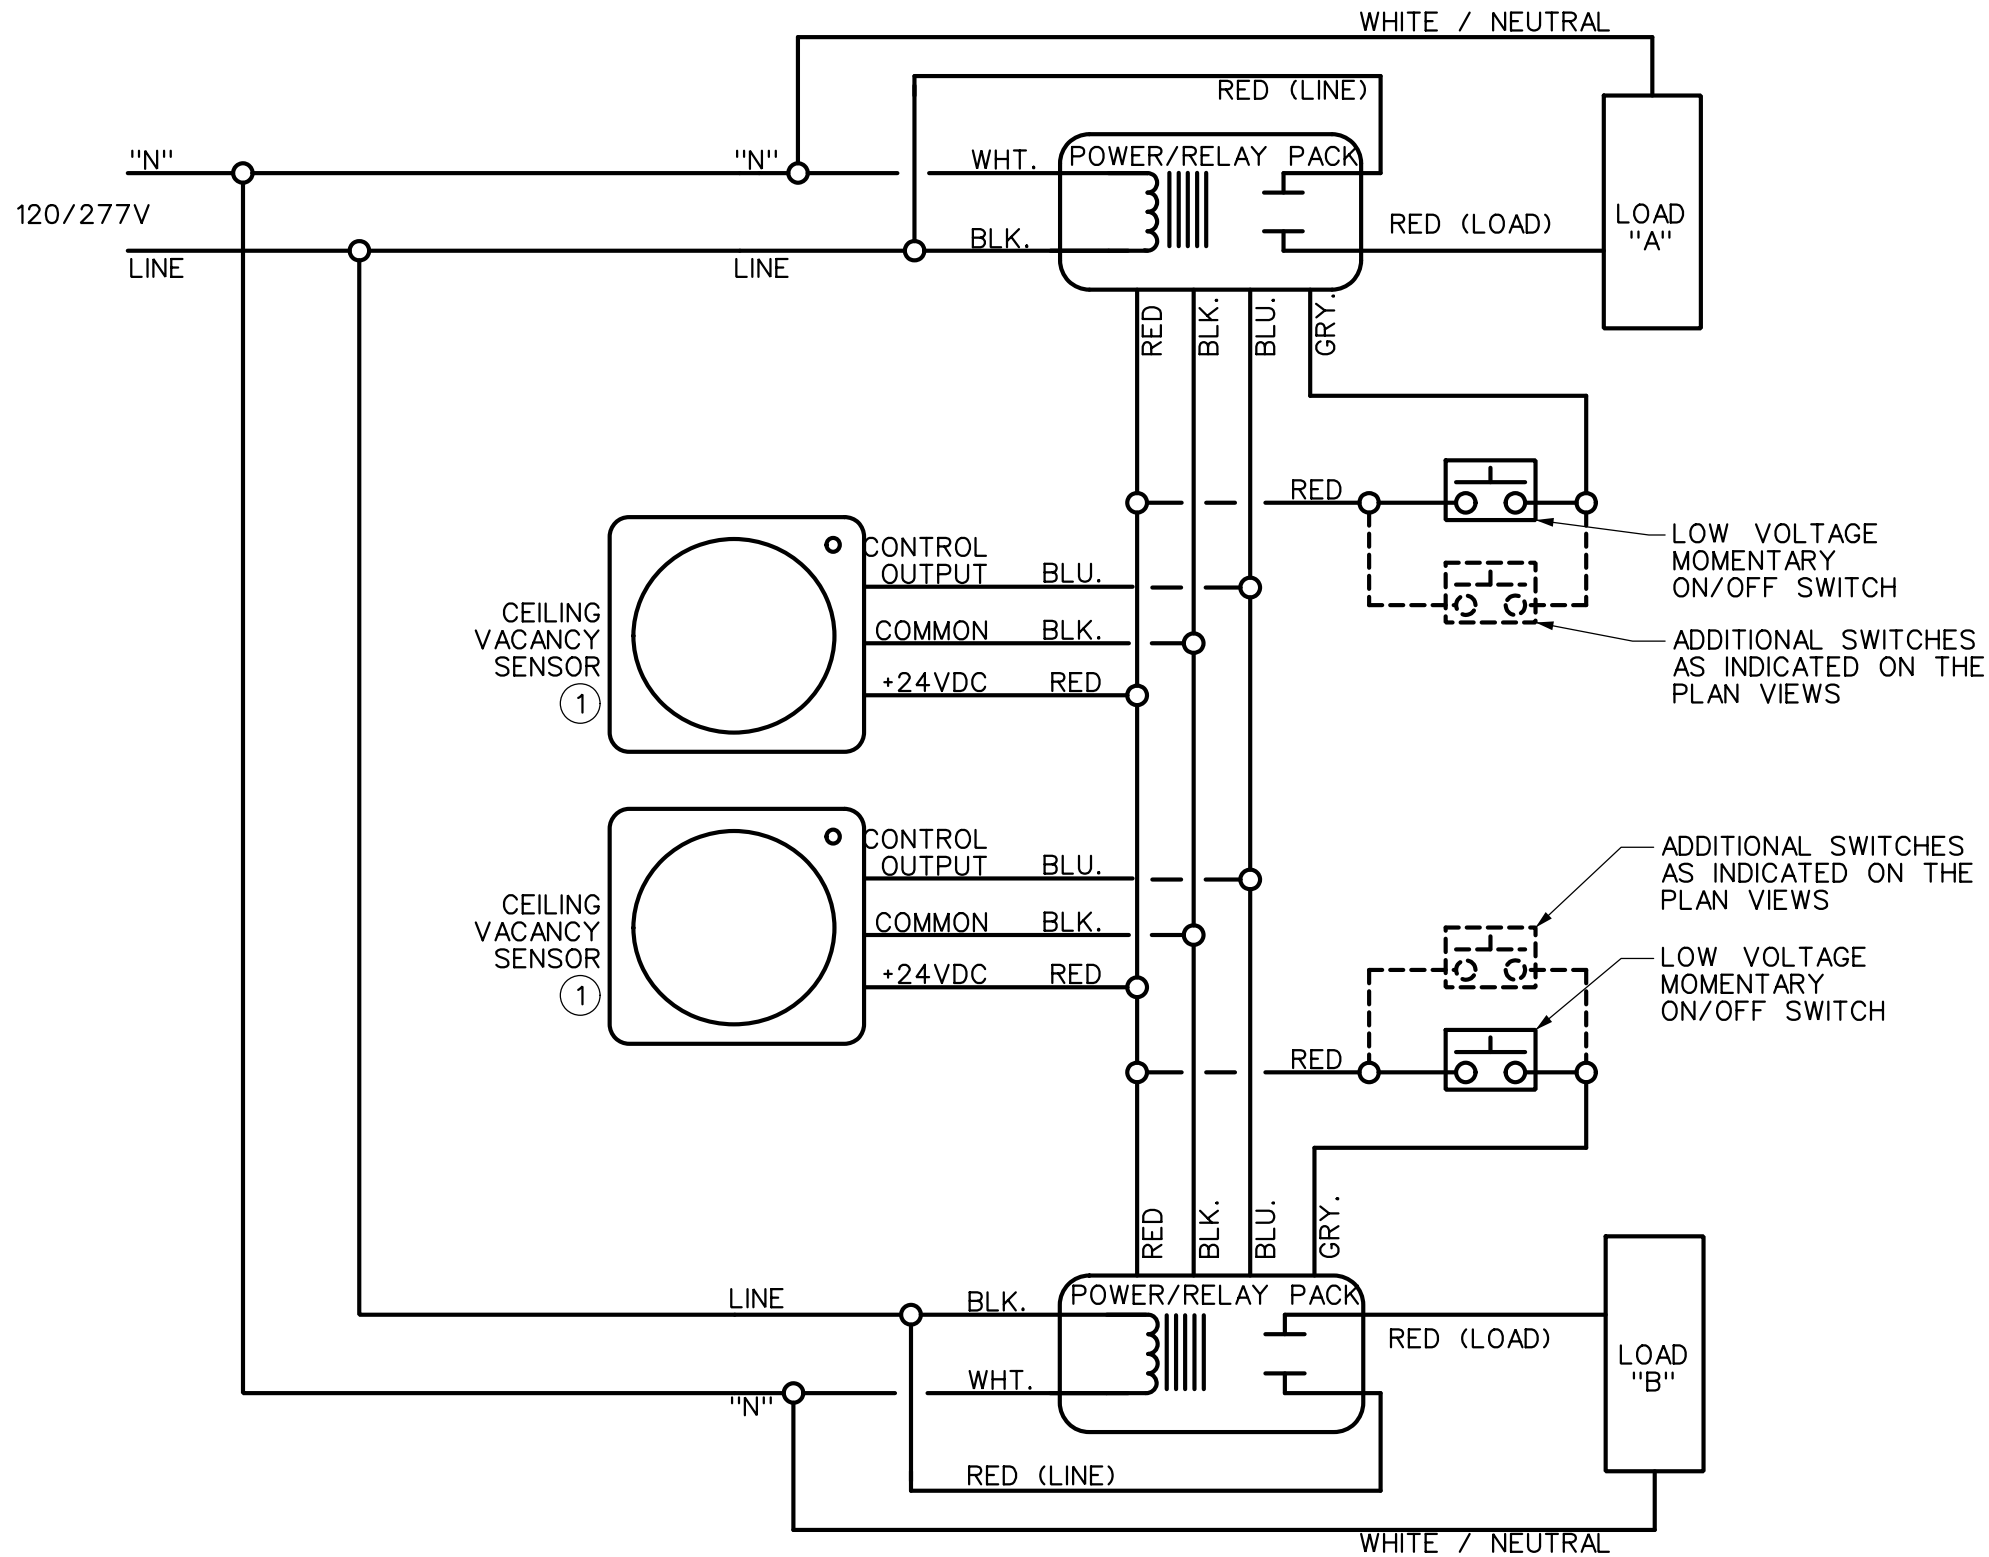 WHITE / NEUTRAL
RED (LINE)
"N"
"N"
WHT.
POWER/RELAY PACK
120/277V
LOAD
"A"
RED (LOAD)
BLK.
LINE
LINE
RED
BLK.
BLU.
GRY.
RED
LOW VOLTAGE
MOMENTARY
ON/OFF SWITCH
CONTROL
OUTPUT
BLU.
CEILING
VACANCY
SENSOR
1
COMMON
BLK.
+24VDC
RED
ADDITIONAL SWITCHES
AS INDICATED ON THE
PLAN VIEWS
CONTROL
OUTPUT
BLU.
ADDITIONAL SWITCHES
AS INDICATED ON THE
PLAN VIEWS
CEILING
VACANCY
SENSOR
1
COMMON
BLK.
+24VDC
RED
LOW VOLTAGE
MOMENTARY
ON/OFF SWITCH
RED
RED
BLK.
BLU.
GRY.
LINE
BLK.
POWER/RELAY PACK
RED (LOAD)
LOAD
"B"
"N"
WHT.
RED (LINE)
WHITE / NEUTRAL